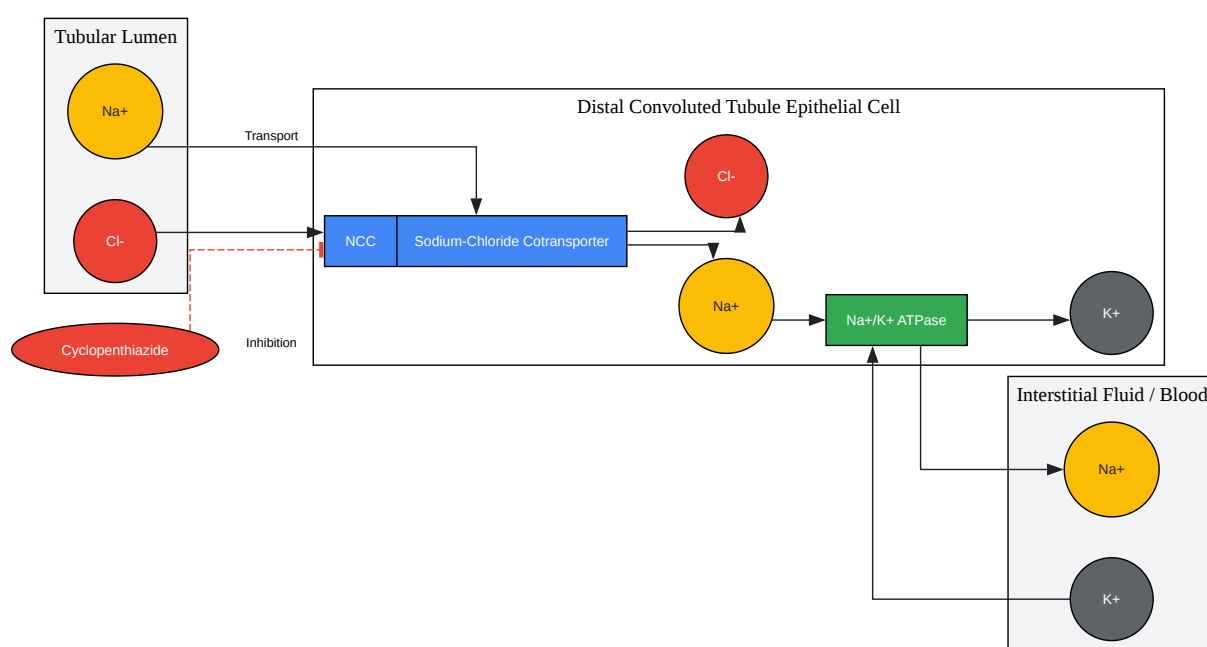 Tubular Lumen
Na+
Distal Convoluted Tubule Epithelial Cell
Transport
Cl-
Cl-
NCC
Sodium-Chloride Cotransporter
Na+
Na+/K+ ATPase
K+
Inhibition
Cyclopenthiazide
Interstitial Fluid / Blood
Na+
K+